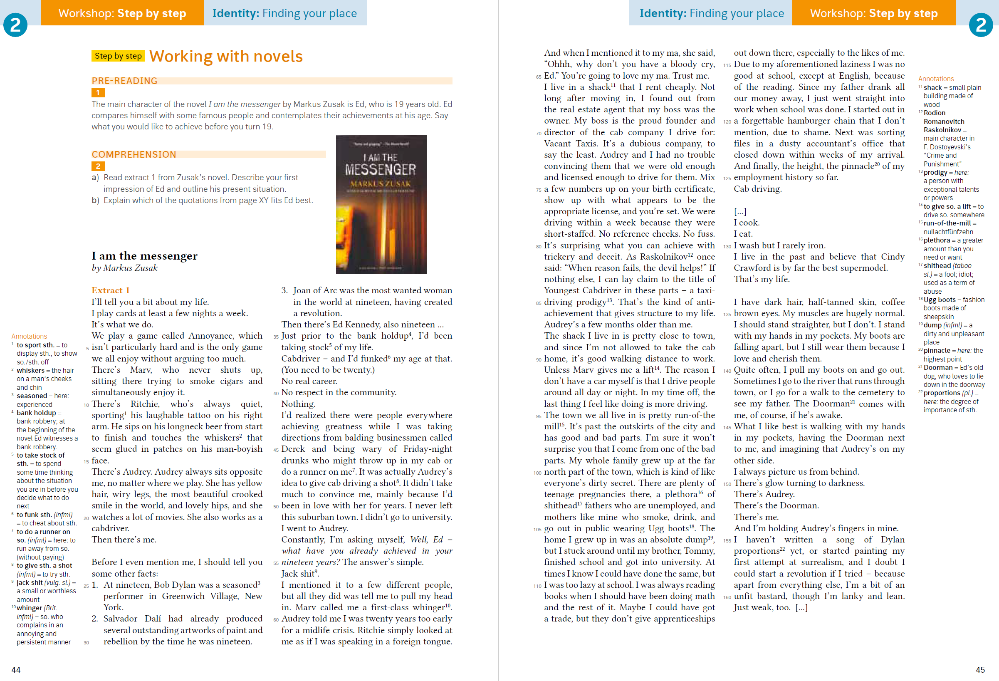 Workshop: Step by step
Identity: Finding your place
2
Step by step Working with novels
PRE-READING
1
The main character of the novel I am the messenger by Markus Zusak is Ed, who is 19 years old. Ed
compares himself with some famous people and contemplates their achievements at his age. Say
what you would like to achieve before you turn 19.
COMPREHENSION
2
a) Read extract 1 from Zusak's novel. Describe your first
impression of Ed and outline his present situation.
b) Explain which of the quotations from page XY fits Ed best.
I AM THE
MESSENGER
MARKUS ZUSAK
I am the messenger
by Markus Zusak
Extract 1
I'll tell you a bit about my life.
I play cards at least a few nights a week.
It's what we do.
We play a game called Annoyance, which
5 isn't particularly hard and is the only game
we all enjoy without arguing too much.
There's Marv, who never shuts up,
sitting there trying to smoke cigars and
simultaneously enjoy it.
10 There's Ritchie, who's always quiet,
sporting¹ his laughable tattoo on his right
arm. He sips on his longneck beer from start
to finish and touches the whiskers² that
seem glued in patches on his man-boyish
15 face.
There's Audrey. Audrey always sits opposite
me, no matter where we play. She has yellow
hair, wiry legs, the most beautiful crooked
smile in the world, and lovely hips, and she
20 watches a lot of movies. She also works as a
cabdriver.
Then there's me.
Before I even mention me, I should tell you
some other facts:
25 1. At nineteen, Bob Dylan was a seasoned³
performer in Greenwich Village, New
York.
2. Salvador Dalí had already produced
several outstanding artworks of paint and
30 rebellion by the time he was nineteen.
3. Joan of Arc was the most wanted woman
in the world at nineteen, having created
a revolution.
Then there's Ed Kennedy, also nineteen ...
35 Just prior to the bank holdup⁴, I'd been
taking stock⁵ of my life.
Cabdriver – and I'd funked⁶ my age at that.
(You need to be twenty.)
No real career.
40 No respect in the community.
Nothing.
I'd realized there were people everywhere
achieving greatness while I was taking
directions from balding businessmen called
45 Derek and being wary of Friday-night
drunks who might throw up in my cab or
do a runner on me⁷. It was actually Audrey's
idea to give cab driving a shot⁸. It didn't take
much to convince me, mainly because I'd
50 been in love with her for years. I never left
this suburban town. I didn't go to university.
I went to Audrey.
Constantly, I'm asking myself, Well, Ed –
what have you already achieved in your
55 nineteen years? The answer's simple.
Jack shit⁹.
I mentioned it to a few different people,
but all they did was tell me to pull my head
in. Marv called me a first-class whinger¹⁰.
60 Audrey told me I was twenty years too early
for a midlife crisis. Ritchie simply looked at
me as if I was speaking in a foreign tongue.
Annotations
¹ to sport sth. = to
display sth., to show
so./sth. off
² whiskers = the hair
on a man's cheeks
and chin
³ seasoned = here:
experienced
⁴ bank holdup =
bank robbery; at
the beginning of the
novel Ed witnesses a
bank robbery.
⁵ to take stock of
sth. = to spend
some time thinking
about the situation
you are in before you
decide what to do
next
⁶ to funk sth. (infml)
= to cheat about sth.
⁷ to do a runner on
so. (infml) = here: to
run away from so.
(without paying)
⁸ to give sth. a shot
(infml) = to try sth.
⁹ jack shit (vulg. sl.) =
a small or worthless
amount
¹⁰ whinger (Brit.
infml) = so. who
complains in an
annoying and
persistent manner
44
Identity: Finding your place
Workshop: Step by step
2
And when I mentioned it to my ma, she said,
“Ohhh, why don't you have a bloody cry,
65 Ed.” You're going to love my ma. Trust me.
I live in a shack¹¹ that I rent cheaply. Not
long after moving in, I found out from
the real estate agent that my boss was the
owner. My boss is the proud founder and
70 director of the cab company I drive for:
Vacant Taxis. It's a dubious company, to
say the least. Audrey and I had no trouble
convincing them that we were old enough
and licensed enough to drive for them. Mix
75 a few numbers up on your birth certificate,
show up with what appears to be the
appropriate license, and you're set. We were
driving within a week because they were
short-staffed. No reference checks. No fuss.
80 It's surprising what you can achieve with
trickery and deceit. As Raskolnikov¹² once
said: “When reason fails, the devil helps!” If
nothing else, I can lay claim to the title of
Youngest Cabdriver in these parts – a taxi-
85 driving prodigy¹³. That's the kind of anti-
achievement that gives structure to my life.
Audrey's a few months older than me.
The shack I live in is pretty close to town,
and since I'm not allowed to take the cab
90 home, it's good walking distance to work.
Unless Marv gives me a lift¹⁴. The reason I
don't have a car myself is that I drive people
around all day or night. In my time off, the
last thing I feel like doing is more driving.
95 The town we all live in is pretty run-of-the
mill¹⁵. It's past the outskirts of the city and
has good and bad parts. I'm sure it won't
surprise you that I come from one of the bad
parts. My whole family grew up at the far
100 north part of the town, which is kind of like
everyone's dirty secret. There are plenty of
teenage pregnancies there, a plethora¹⁶ of
shithead¹⁷ fathers who are unemployed, and
mothers like mine who smoke, drink, and
105 go out in public wearing Ugg boots¹⁸. The
home I grew up in was an absolute dump¹⁹,
but I stuck around until my brother, Tommy,
finished school and got into university. At
times I know I could have done the same, but
110 I was too lazy at school. I was always reading
books when I should have been doing math
and the rest of it. Maybe I could have got
a trade, but they don't give apprenticeships
out down there, especially to the likes of me.
115 Due to my aforementioned laziness I was no
good at school, except at English, because
of the reading. Since my father drank all
our money away, I just went straight into
work when school was done. I started out in
120 a forgettable hamburger chain that I don't
mention, due to shame. Next was sorting
files in a dusty accountant's office that
closed down within weeks of my arrival.
And finally, the height, the pinnacle²⁰ of my
125 employment history so far.
Cab driving.
[...]
I cook.
I eat.
130 I wash but I rarely iron.
I live in the past and believe that Cindy
Crawford is by far the best supermodel.
That's my life.
I have dark hair, half-tanned skin, coffee
135 brown eyes. My muscles are hugely normal.
I should stand straighter, but I don't. I stand
with my hands in my pockets. My boots are
falling apart, but I still wear them because I
love and cherish them.
140 Quite often, I pull my boots on and go out.
Sometimes I go to the river that runs through
town, or I go for a walk to the cemetery to
see my father. The Doorman²¹ comes with
me, of course, if he's awake.
145 What I like best is walking with my hands
in my pockets, having the Doorman next
to me, and imagining that Audrey's on my
other side.
I always picture us from behind.
150 There's glow turning to darkness.
There's Audrey.
There's the Doorman.
There's me.
And I'm holding Audrey's fingers in mine.
155 I haven't written a song of Dylan
proportions²² yet, or started painting my
first attempt at surrealism, and I doubt I
could start a revolution if I tried – because
apart from everything else, I'm a bit of an
160 unfit bastard, though I'm lanky and lean.
Just weak, too. [...]
Annotations
¹¹ shack = small plain
building made of
wood
¹² Rodion
Romanovitch
Raskolnikov =
main character in
F. Dostoyevski's
“Crime and
Punishment”
¹³ prodigy = here:
a person with
exceptional talents
or powers
¹⁴ to give so. a lift = to
drive so. somewhere
¹⁵ run-of-the-mill =
nullachtfünfzehn
¹⁶ plethora = a greater
amount than you
need or want
¹⁷ shithead (taboo
sl.) = a fool; idiot;
used as a term of
abuse
¹⁸ Ugg boots = fashion
boots made of
sheepskin
¹⁹ dump (infml) = a
dirty and unpleasant
place
²⁰ pinnacle = here: the
highest point
²¹ Doorman = Ed's old
dog, who loves to lie
down in the doorway
²² proportions (pl.) =
here: the degree of
importance of sth.
45